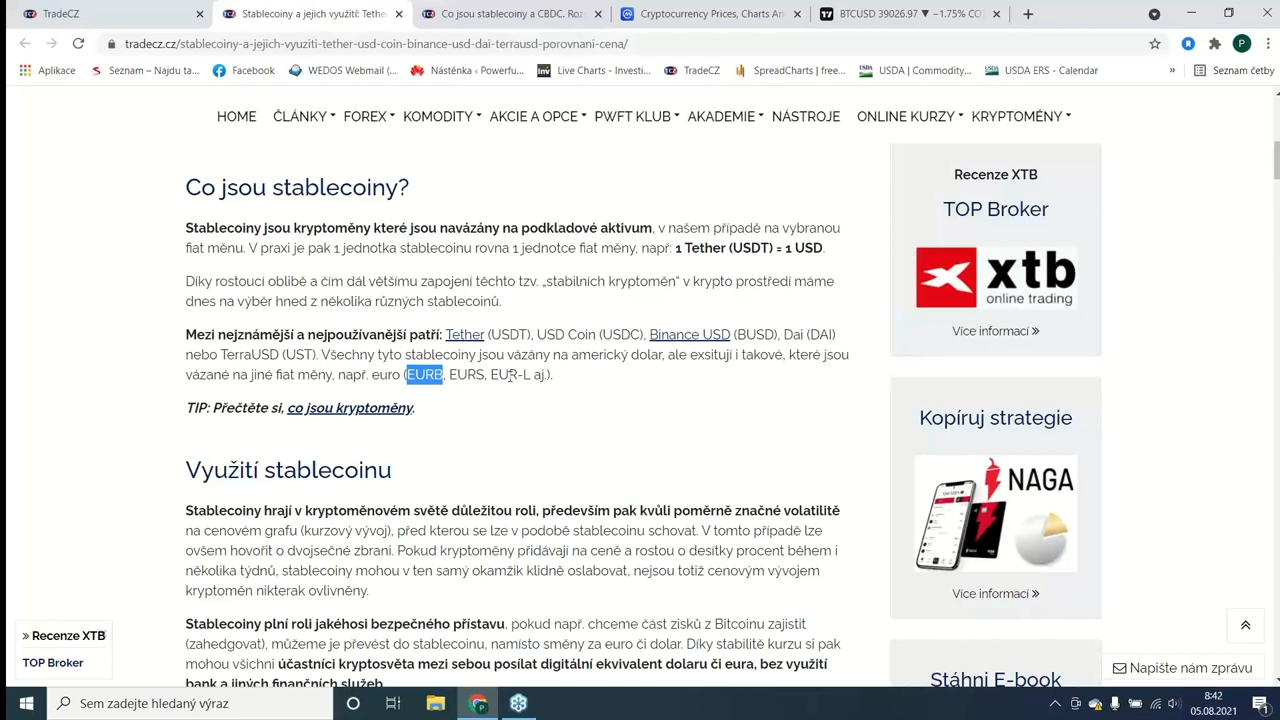 TradeCZ
Stablecoiny a jejich využití: Tethe
Co jsou stablecoiny a CBDC. Roz
Cryptocurrency Prices, Charts An
BTCUSD 39026.97 ▼ −1.75% CO
tradecz.cz/stablecoiny-a-jejich-vyuziti-tether-usd-coin-binance-usd-dai-terrausd-porovnani-cena/
P
Aplikace
Seznam – Najdu ta...
Facebook
WEDOS Webmail (...
Nástěnka ‹ Powerfu...
Live Charts - Investi...
TradeCZ
SpreadCharts | free...
USDA | Commodity...
USDA ERS - Calendar
»
Seznam četby
HOME ČLÁNKY FOREX KOMODITY AKCIE A OPCE PWFT KLUB AKADEMIE NÁSTROJE ONLINE KURZY KRYPTOMĚNY
Co jsou stablecoiny?
Stablecoiny jsou kryptoměny které jsou navázány na podkladové aktivum, v našem případě na vybranou
fiat měnu. V praxi je pak 1 jednotka stablecoinu rovna 1 jednotce fiat měny, např: 1 Tether (USDT) = 1 USD.
Díky rostoucí oblibě a čím dál většímu zapojení těchto tzv. „stabilních kryptoměn“ v krypto prostředí máme
dnes na výběr hned z několika různých stablecoinů.
Mezi nejznámější a nejpoužívanější patří: Tether (USDT), USD Coin (USDC), Binance USD (BUSD), Dai (DAI)
nebo TerraUSD (UST). Všechny tyto stablecoiny jsou vázány na americký dolar, ale exsitují i takové, které jsou
vázané na jiné fiat měny, např. euro (EURB, EURS, EUR-L aj.).
TIP: Přečtěte si, co jsou kryptoměny.
Využití stablecoinu
Stablecoiny hrají v kryptoměnovém světě důležitou roli, především pak kvůli poměrně značné volatilitě
na cenovém grafu (kurzový vývoj), před kterou se lze v podobě stablecoinu schovat. V tomto případě lze
ovšem hovořit o dvojsečné zbrani. Pokud kryptoměny přidávají na ceně a rostou o desítky procent během i
několika týdnů, stablecoiny mohou v ten samý okamžik klidně oslabovat, nejsou totiž cenovým vývojem
kryptoměn nikterak ovlivněny.
Stablecoiny plní roli jakéhosi bezpečného přístavu, pokud např. chceme část zisků z Bitcoinu zajistit
(zahedgovat), můžeme je převést do stablecoinu, namísto směny za euro či dolar. Díky stabilitě kurzu si pak
mohou všichni účastníci kryptosvěta mezi sebou posílat digitální ekvivalent dolaru či eura, bez využití
bank a jiných finančních služeb.
Recenze XTB
TOP Broker
xtb
online trading
Více informací »
Kopíruj strategie
NAGA
Více informací »
Stáhni E-book
» Recenze XTB
TOP Broker
Napište nám zprávu
Sem zadejte hledaný výraz
8:42
05.08.2021
1